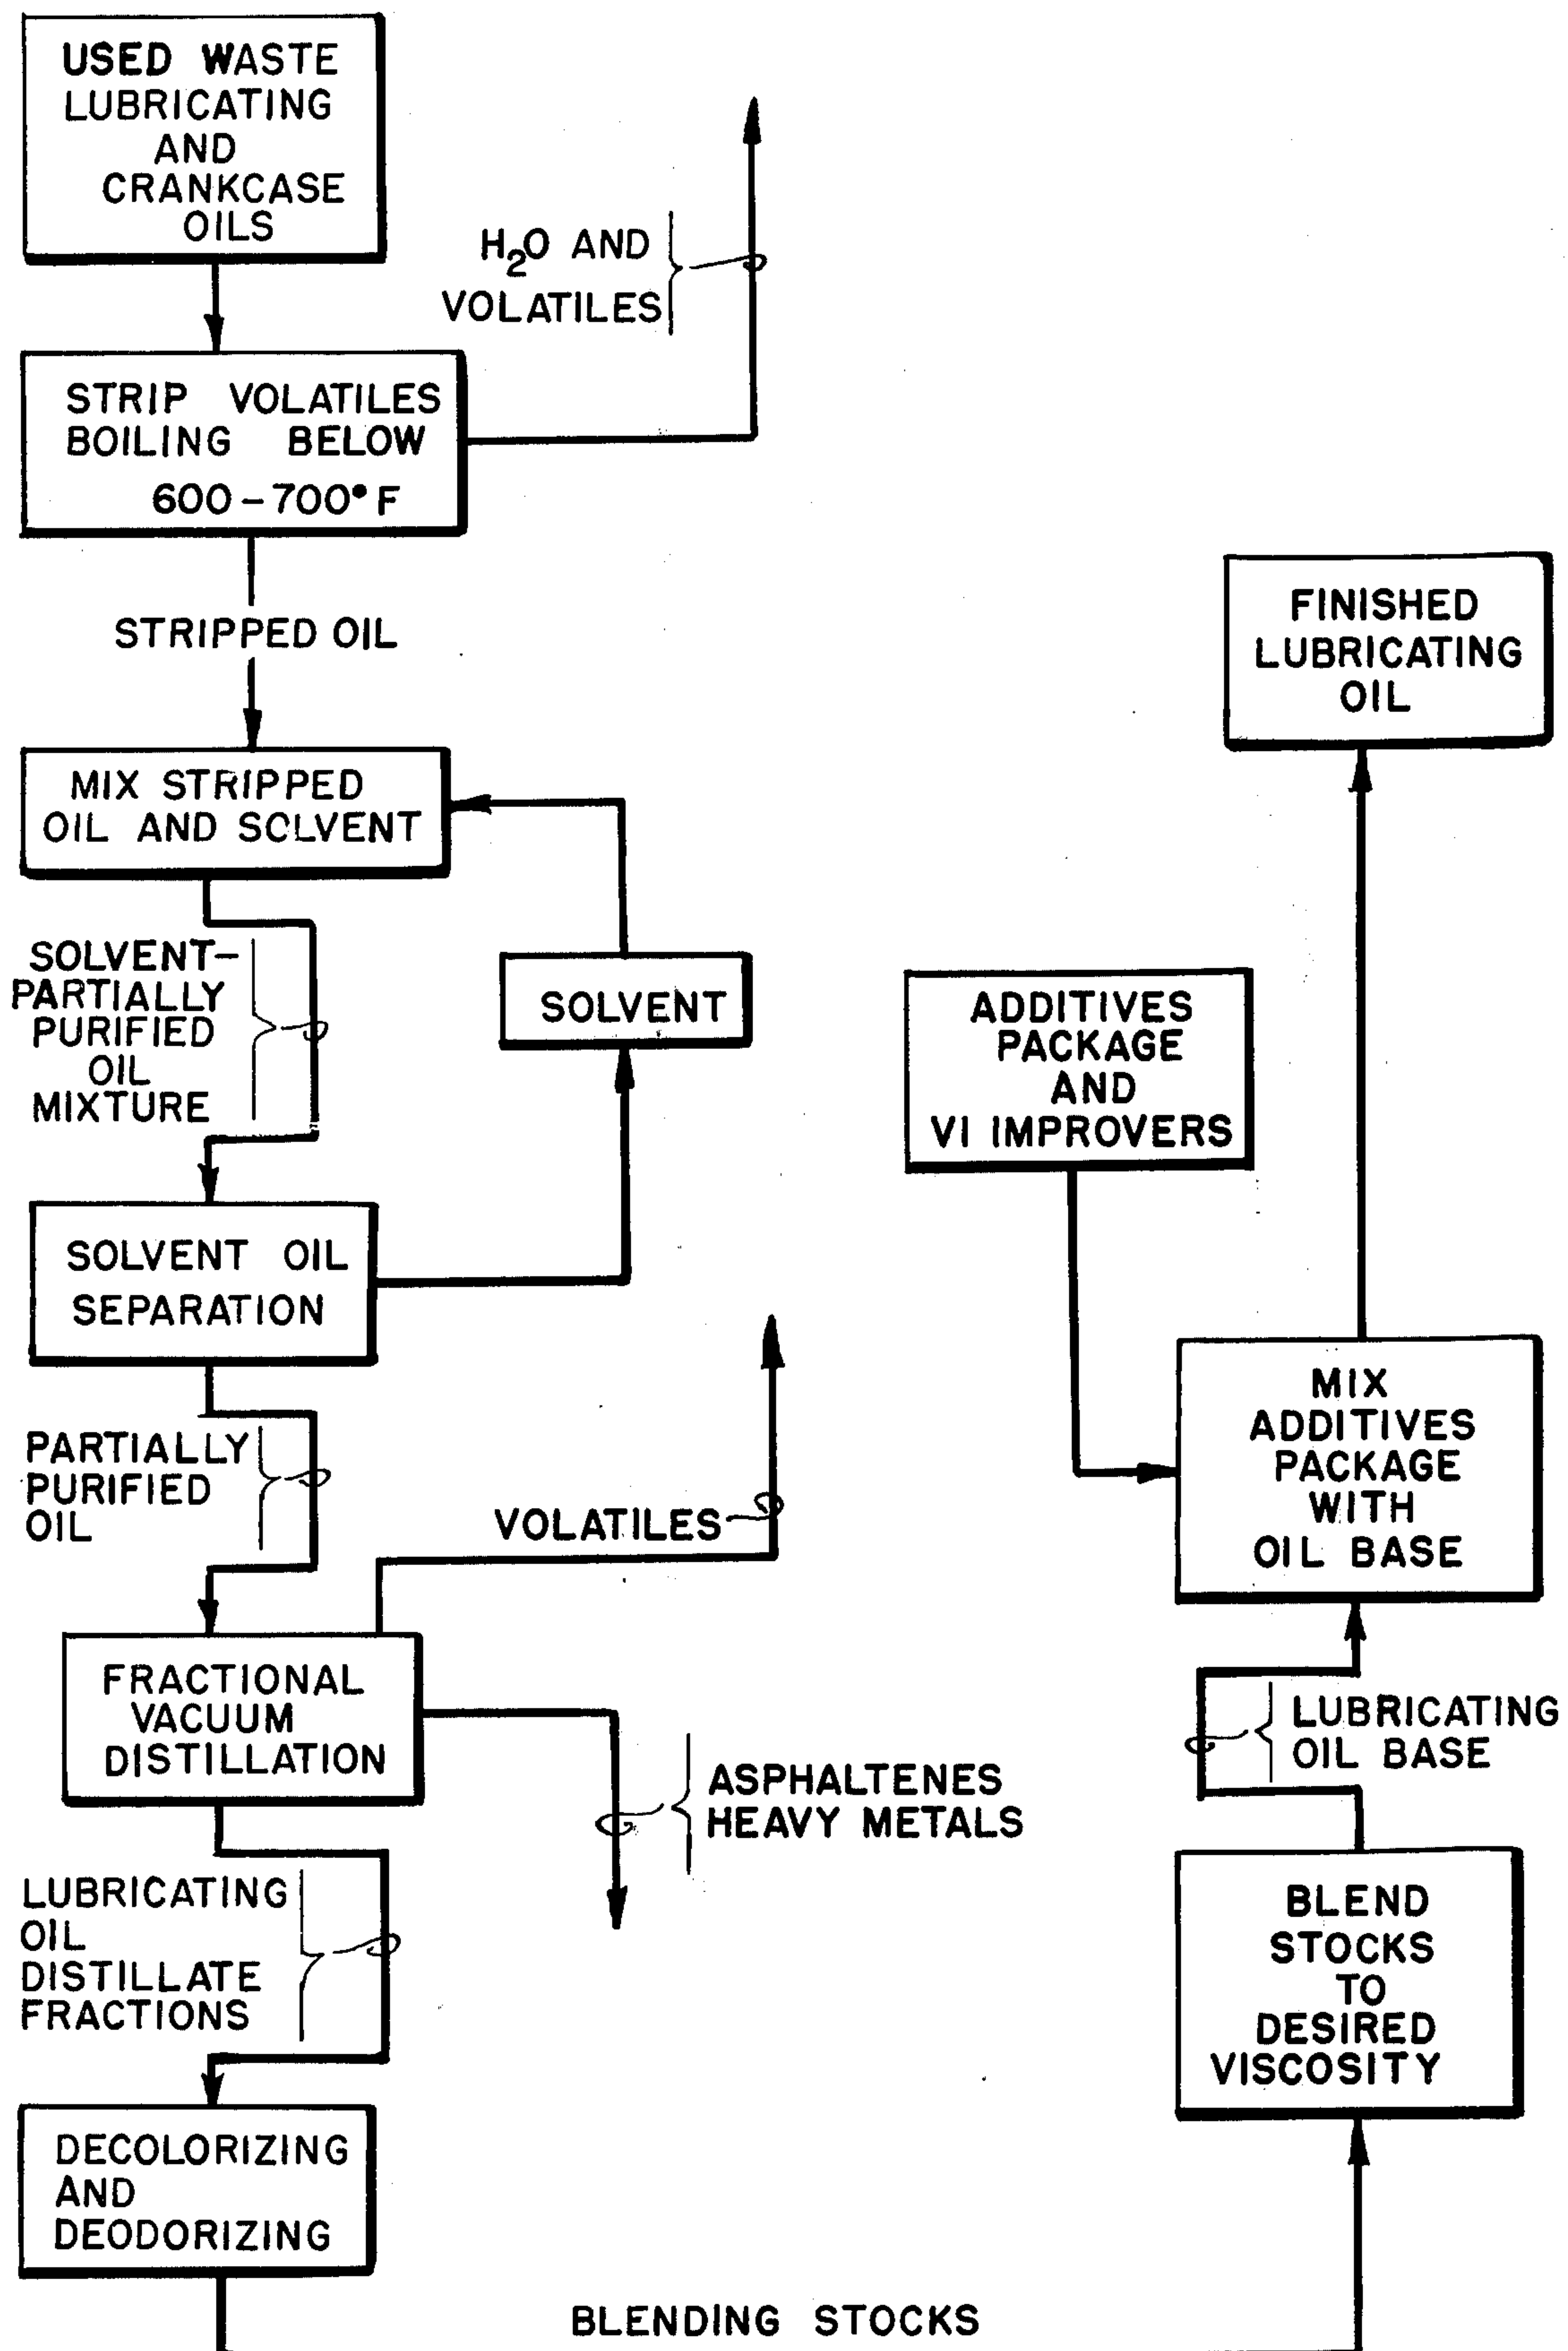 USED WASTE
LUBRICATING
AND
CRANKCASE
OILS
H₂O AND
VOLATILES
STRIP VOLATILES
BOILING BELOW
600-700°F
STRIPPED OIL
MIX STRIPPED
OIL AND SOLVENT
SOLVENT-
PARTIALLY
PURIFIED
OIL
MIXTURE
SOLVENT
SOLVENT OIL
SEPARATION
PARTIALLY
PURIFIED
OIL
VOLATILES
FRACTIONAL
VACUUM
DISTILLATION
ASPHALTENES
HEAVY METALS
LUBRICATING
OIL
DISTILLATE
FRACTIONS
DECOLORIZING
AND
DEODORIZING
BLENDING STOCKS
BLEND
STOCKS
TO
DESIRED
VISCOSITY
LUBRICATING
OIL BASE
MIX
ADDITIVES
PACKAGE
WITH
OIL BASE
ADDITIVES
PACKAGE
AND
VI IMPROVERS
FINISHED
LUBRICATING
OIL